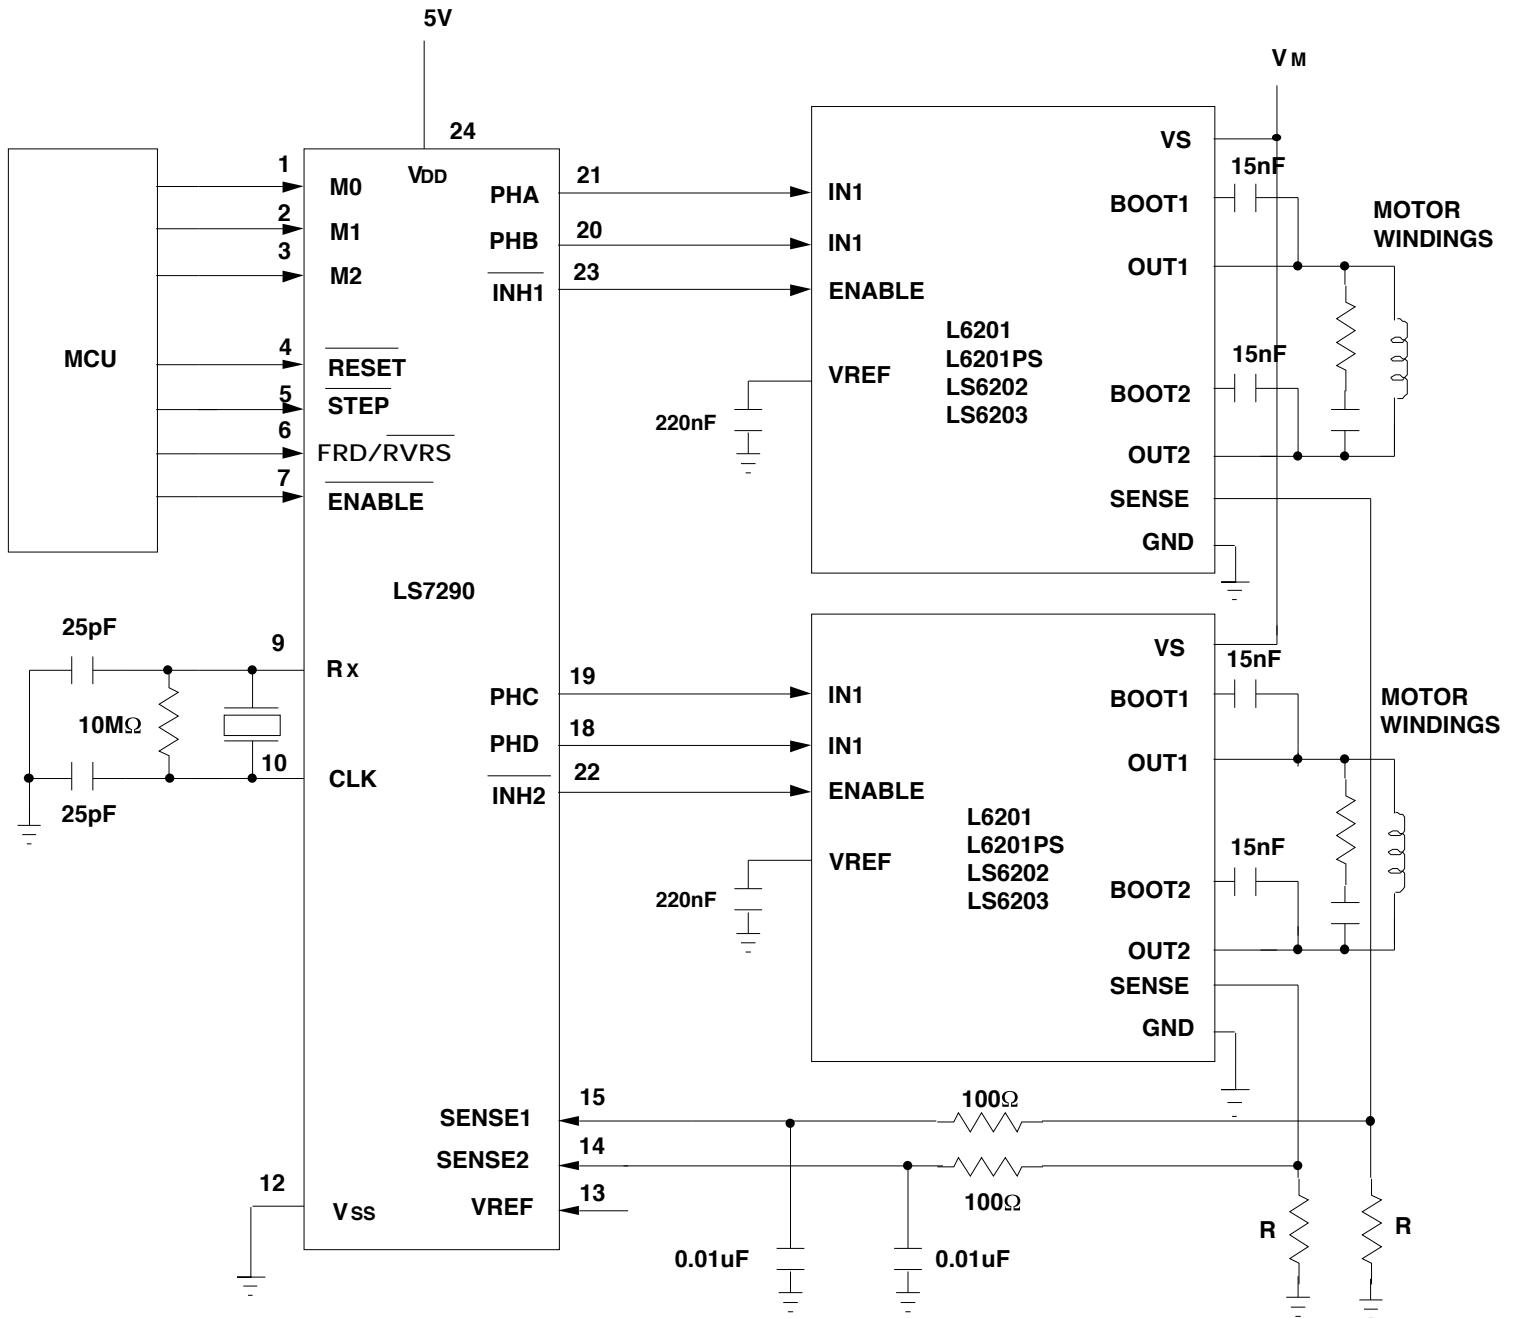 5V
VM
24
VDD
MCU
1
M0
2
M1
3
M2
4
RESET
5
STEP
6
FRD/RVRS
7
ENABLE
LS7290
25pF
9
Rx
10MΩ
10
CLK
25pF
12
VSS
PHA
21
PHB
20
INH1
23
PHC
19
PHD
18
INH2
22
SENSE1
15
SENSE2
14
VREF
13
IN1
IN1
ENABLE
VREF
220nF
L6201
L6201PS
LS6202
LS6203
VS
15nF
BOOT1
OUT1
15nF
BOOT2
OUT2
SENSE
GND
MOTOR
WINDINGS
IN1
IN1
ENABLE
VREF
220nF
L6201
L6201PS
LS6202
LS6203
VS
15nF
BOOT1
OUT1
15nF
BOOT2
OUT2
SENSE
GND
MOTOR
WINDINGS
100Ω
100Ω
0.01uF
0.01uF
R
R